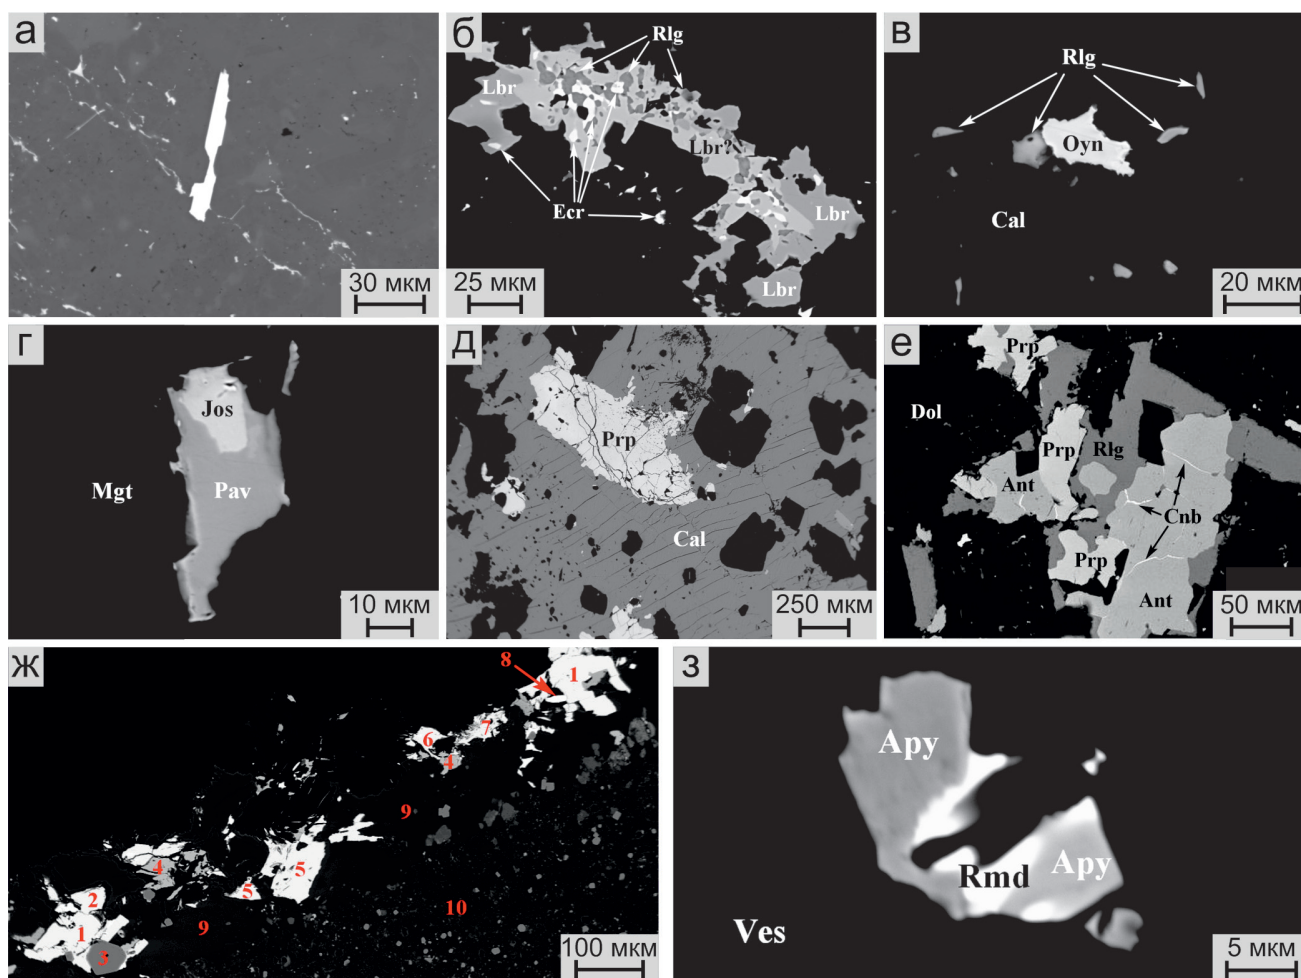 а
30 мкм
б
Rlg
Lbr
Lbr?
Ecr
Lbr
Lbr
25 мкм
в
Rlg
Oyn
Cal
20 мкм
г
Jos
Mgt
Pav
10 мкм
д
Prp
Cal
250 мкм
е
Prp
Dol
Prp
Rlg
Ant
Cnb
Prp
Ant
50 мкм
ж
8
1
6
7
4
9
4
5
5
2
10
1
9
3
100 мкм
з
Apy
Rmd
Apy
Ves
5 мкм